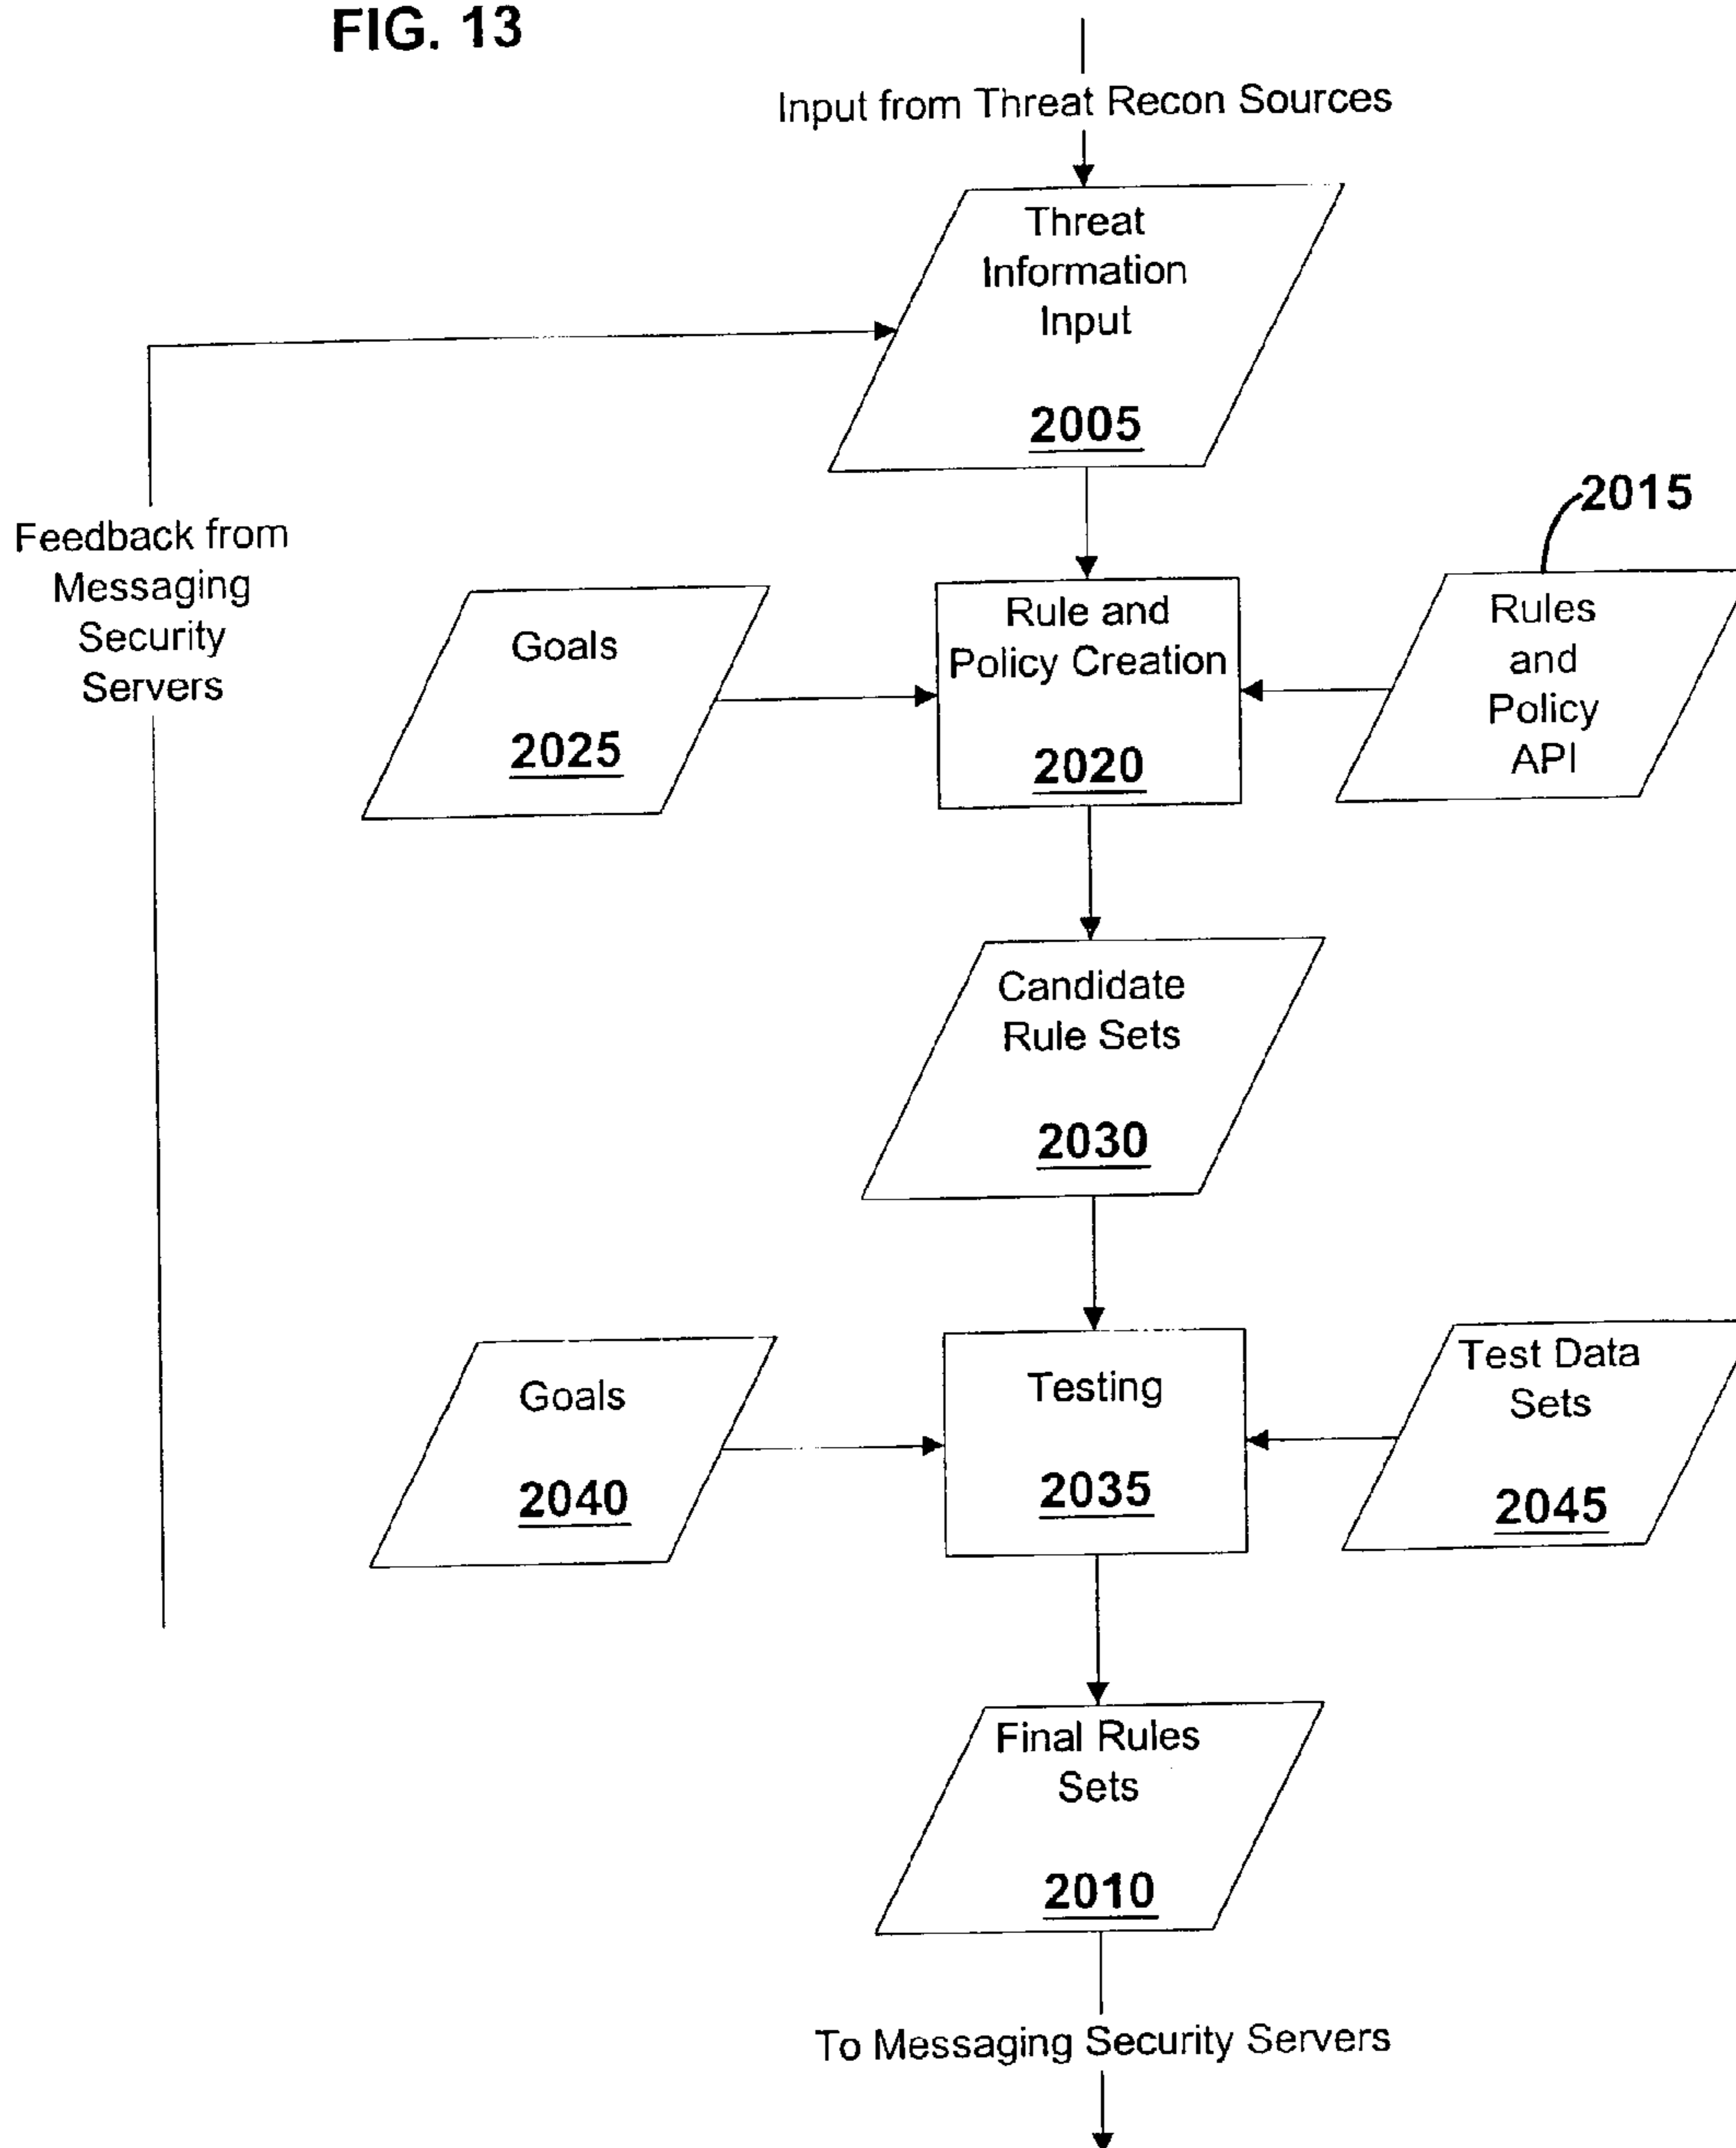 FIG. 13
Input from Threat Recon Sources
Threat
Information
Input
2005
Feedback from
Messaging
Security
Servers
2015
Goals
2025
Rule and
Policy Creation
2020
Rules
and
Policy
API
Candidate
Rule Sets
2030
Goals
2040
Testing
2035
Test Data
Sets
2045
Final Rules
Sets
2010
To Messaging Security Servers